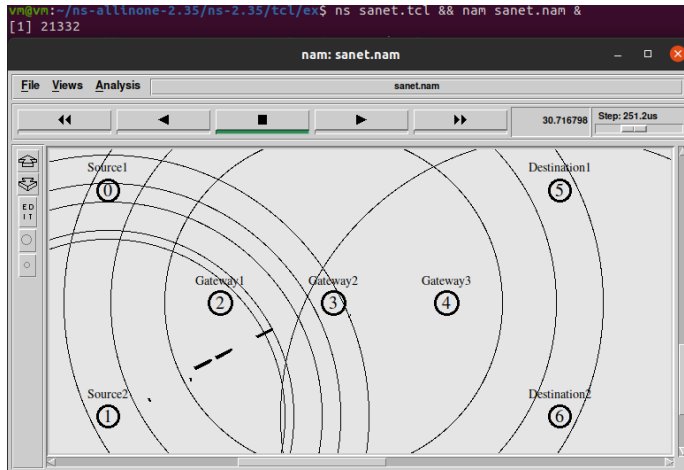 vm@vm:~/ns-allinone-2.35/ns-2.35/tcl/ex$ ns sanet.tcl && nam sanet.nam &
[1] 21332
nam: sanet.nam
File Views Analysis sanet.nam
30.716798 Step: 251.2us
ED
IT
Source1 Destination1
0 5
Gateway1 Gateway2 Gateway3
2 3 4
Source2 Destination2
1 6